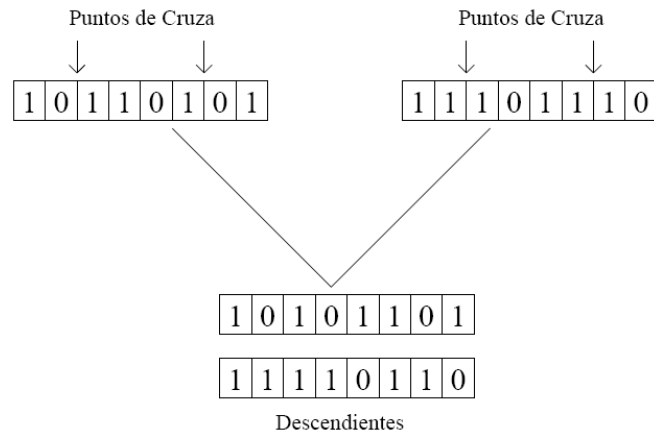 Puntos de Cruza
Puntos de Cruza
1 0 1 1 0 1 0 1
1 1 1 0 1 1 1 0
1 0 1 0 1 1 0 1
1 1 1 1 0 1 1 0
Descendientes